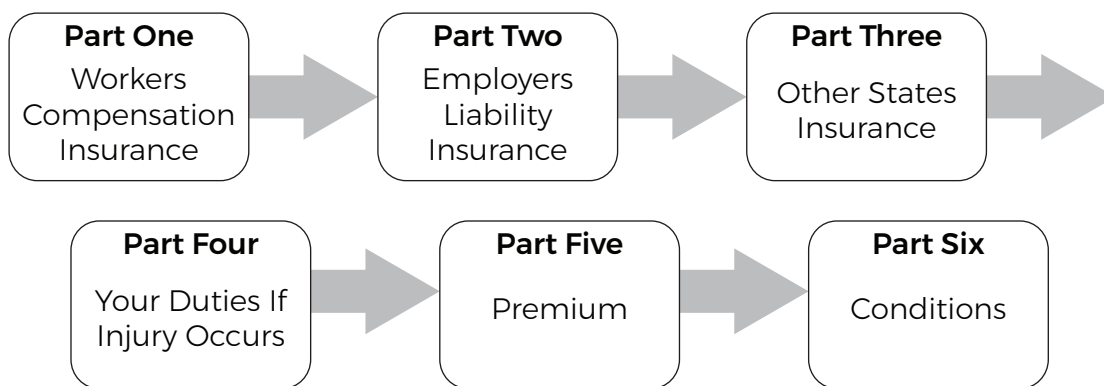 Part One
Workers
Compensation
Insurance
Part Two
Employers
Liability
Insurance
Part Three
Other States
Insurance
Part Four
Your Duties If
Injury Occurs
Part Five
Premium
Part Six
Conditions